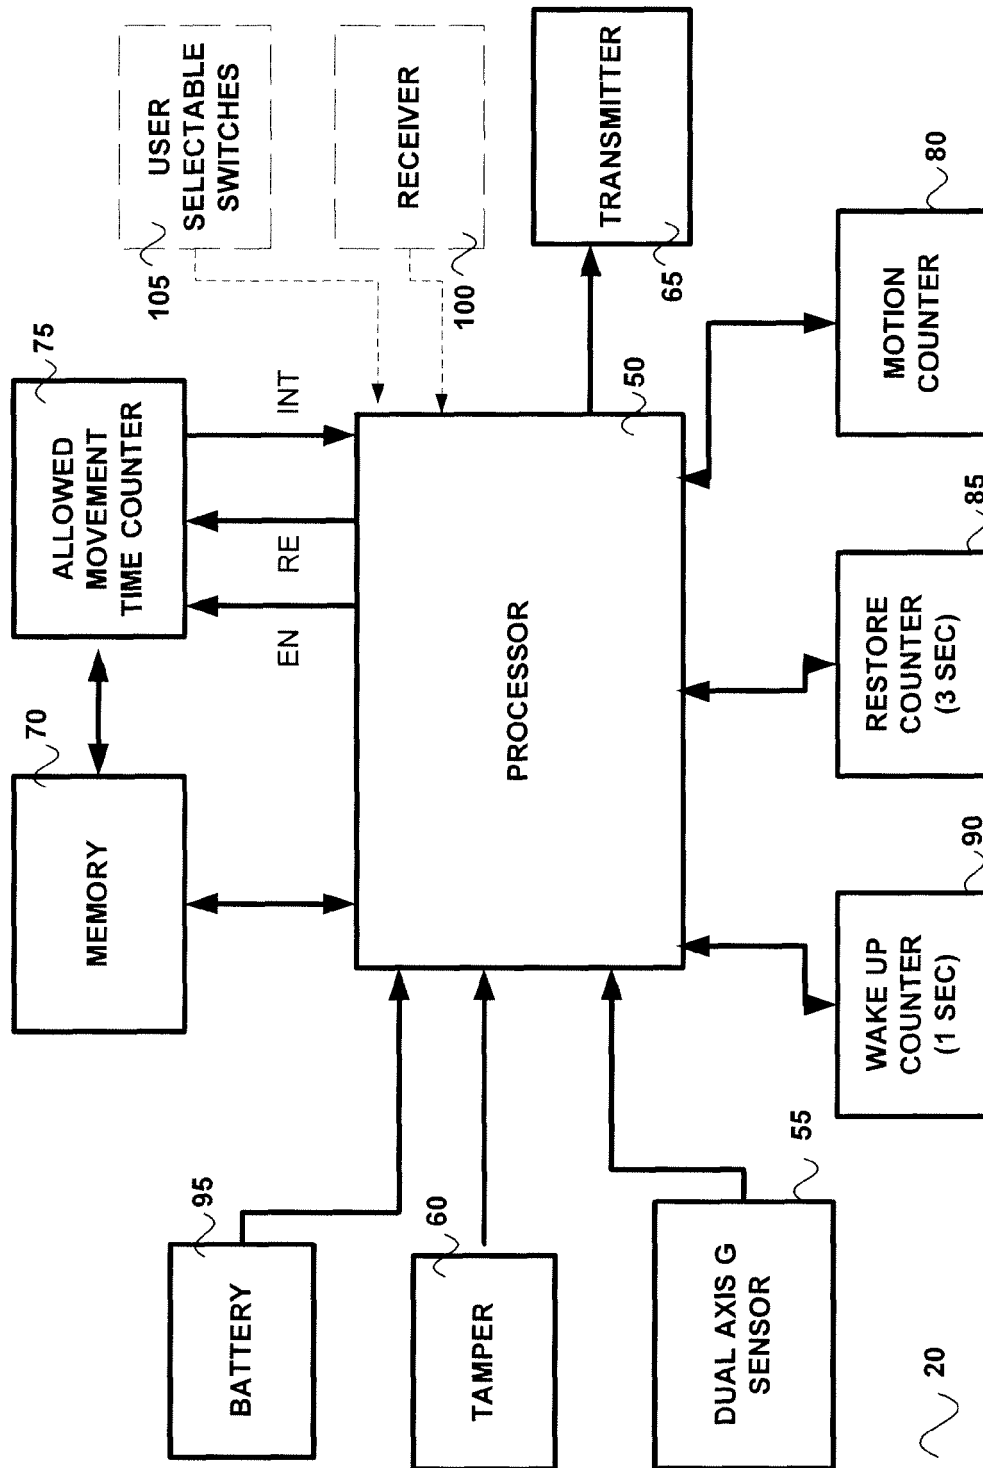 BATTERY
95
TAMPER
60
DUAL AXIS G
SENSOR
55
20
MEMORY
70
ALLOWED
MOVEMENT
TIME COUNTER
75
EN
RE
INT
PROCESSOR
50
USER
SELECTABLE
SWITCHES
105
RECEIVER
100
TRANSMITTER
65
WAKE UP
COUNTER
(1 SEC)
90
RESTORE
COUNTER
(3 SEC)
85
MOTION
COUNTER
80